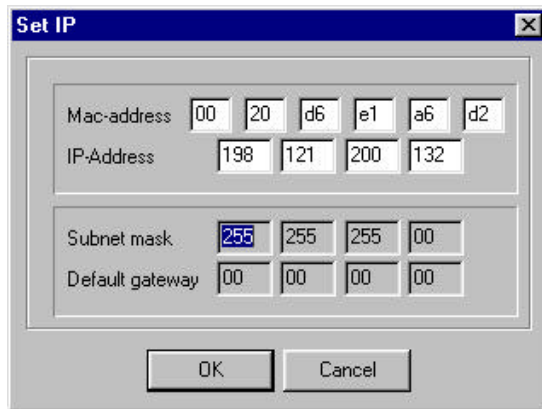 Set IP
Mac-address 00 20 d6 e1 a6 d2
IP-Address 198 121 200 132
Subnet mask 255 255 255 00
Default gateway 00 00 00 00
OK Cancel